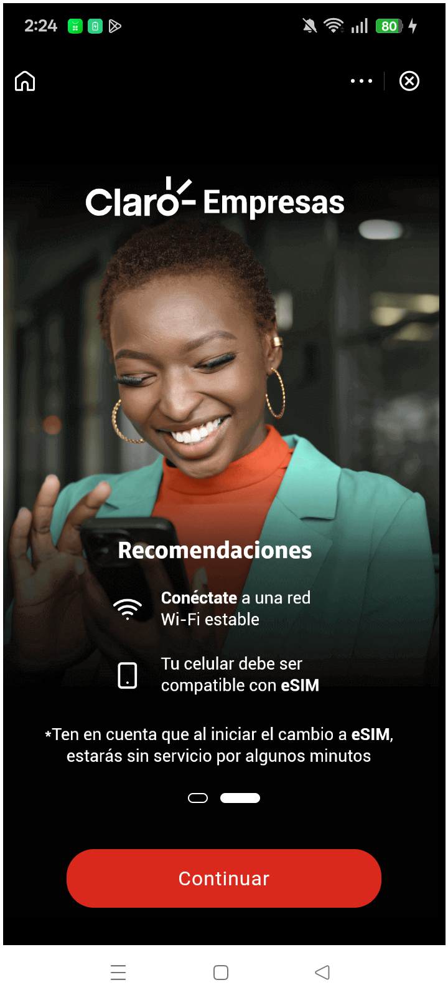 2:24
80
Claro- Empresas
Recomendaciones
Conéctate a una red
Wi-Fi estable
Tu celular debe ser
compatible con eSIM
*Ten en cuenta que al iniciar el cambio a eSIM,
estarás sin servicio por algunos minutos
Continuar